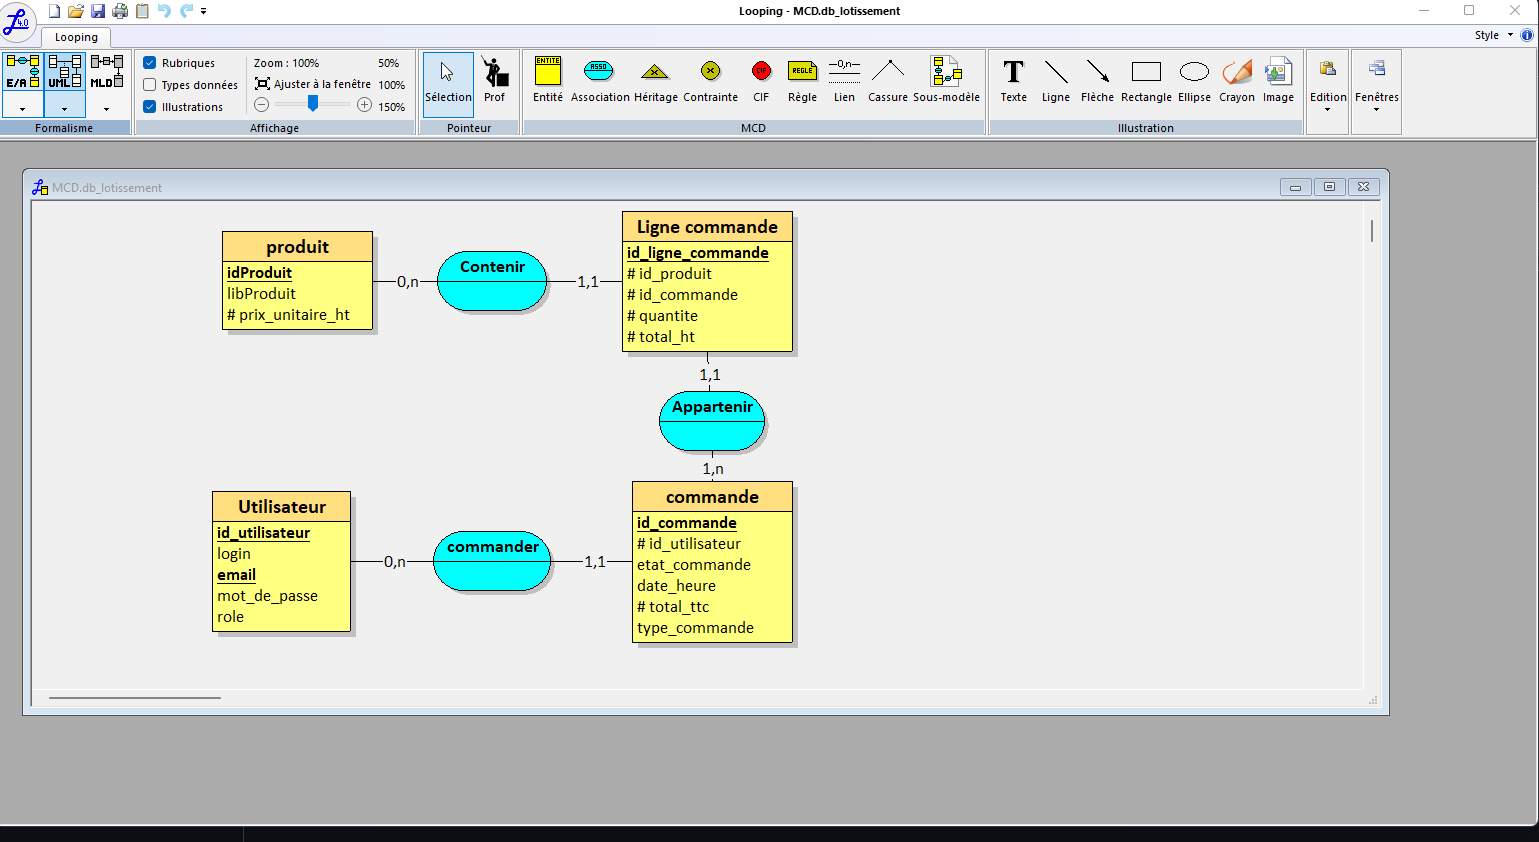 Looping - MCD.db_lotissement
4.0
Looping
Style
E/A
UML
MLD
Formalisme
Rubriques
Types données
Illustrations
Zoom : 100%
50%
Ajuster à la fenêtre
100%
150%
Affichage
Sélection
Prof
Pointeur
ENTITE
Entité
ASSO
Association
Héritage
Contrainte
CIF
CIF
REGLE
Règle
0,n
Lien
Cassure
Sous-modèle
MCD
T
Texte
Ligne
Flèche
Rectangle
Ellipse
Crayon
Image
Illustration
Edition
Fenêtres
MCD.db_lotissement
produit
idProduit
libProduit
# prix_unitaire_ht
0,n
Contenir
1,1
Ligne commande
id_ligne_commande
# id_produit
# id_commande
# quantite
# total_ht
1,1
Appartenir
1,n
Utilisateur
id_utilisateur
login
email
mot_de_passe
role
0,n
commander
1,1
commande
id_commande
# id_utilisateur
etat_commande
date_heure
# total_ttc
type_commande